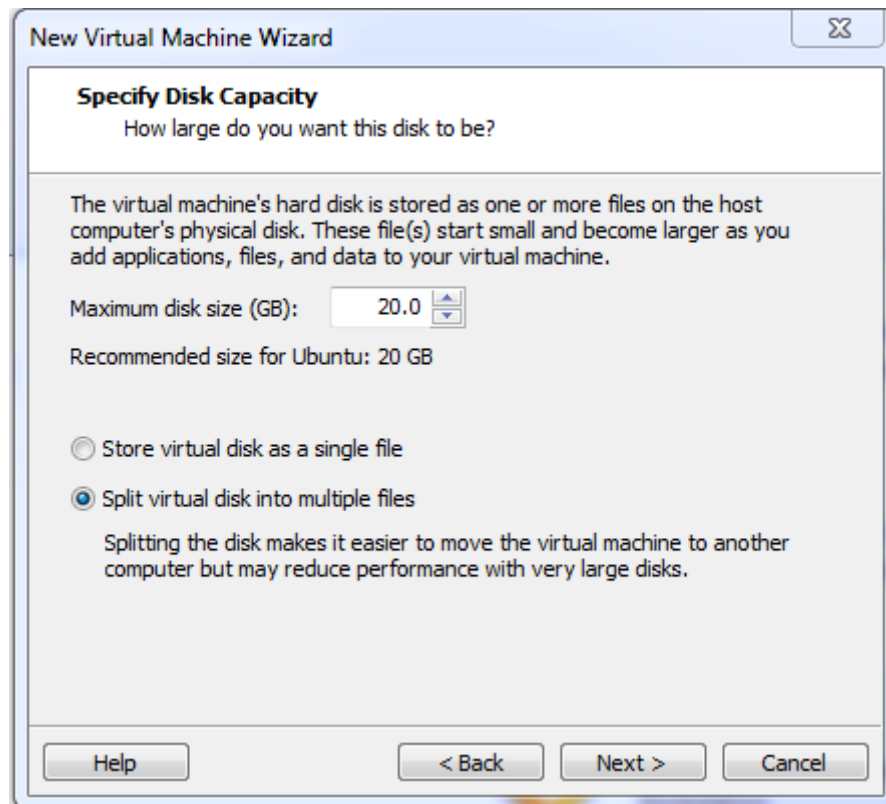 New Virtual Machine Wizard
Specify Disk Capacity
How large do you want this disk to be?
The virtual machine's hard disk is stored as one or more files on the host
computer's physical disk. These file(s) start small and become larger as you
add applications, files, and data to your virtual machine.
Maximum disk size (GB): 20.0
Recommended size for Ubuntu: 20 GB
Store virtual disk as a single file
Split virtual disk into multiple files
Splitting the disk makes it easier to move the virtual machine to another
computer but may reduce performance with very large disks.
Help < Back Next > Cancel